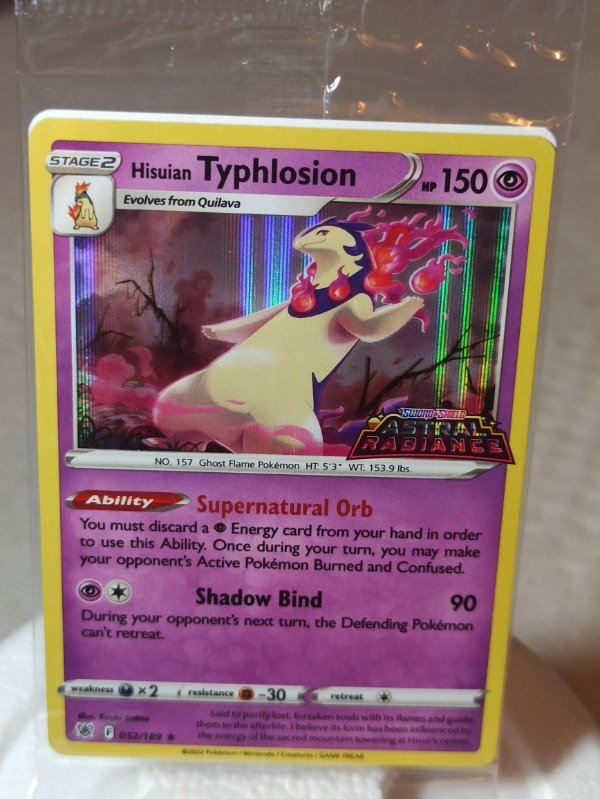 STAGE 2
Hisuian Typhlosion HP 150
Evolves from Quilava
SWORD & SHIELD
ASTRAL
RADIANCE
NO. 157 Ghost Flame Pokémon HT: 5'3" WT: 153.9 lbs.
Ability Supernatural Orb
You must discard a Energy card from your hand in order
to use this Ability. Once during your turn, you may make
your opponent's Active Pokémon Burned and Confused.
Shadow Bind 90
During your opponent's next turn, the Defending Pokémon
can't retreat.
weakness ×2 resistance -30 retreat
Illus. Kouki Saitou
F 052/189 ★
Said to purify lost, forsaken souls with its flames and guide
them to the afterlife. I believe its form has been influenced by
the energy of the sacred mountain towering at Hisui's center.
©2022 Pokémon / Nintendo / Creatures / GAME FREAK